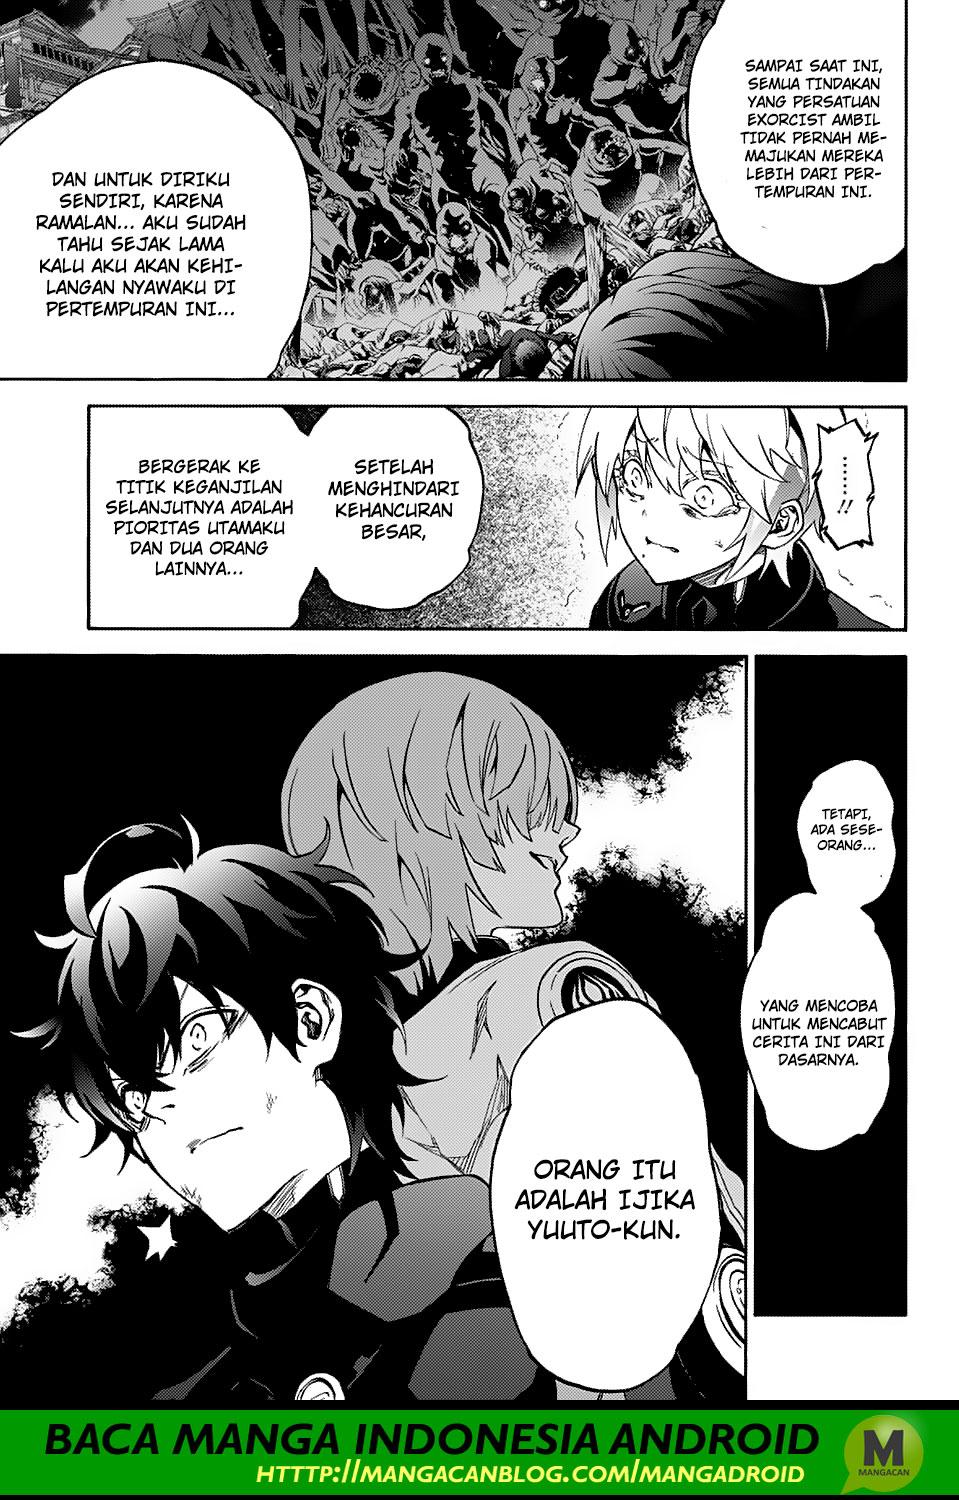 SAMPAI SAAT INI,
SEMUA TINDAKAN
YANG PERSATUAN
EXORCIST AMBIL
TIDAK PERNAH ME-
MAJUKAN MEREKA
LEBIH DARI PER-
TEMPURAN INI.
DAN UNTUK DIRIKU
SENDIRI, KARENA
RAMALAN... AKU SUDAH
TAHU SEJAK LAMA
KALU AKU AKAN KEHI-
LANGAN NYAWAKU DI
PERTEMPURAN INI...
......!!
SETELAH
MENGHINDARI
KEHANCURAN
BESAR,
BERGERAK KE
TITIK KEGANJILAN
SELANJUTNYA ADALAH
PIORITAS UTAMAKU
DAN DUA ORANG
LAINNYA...
TETAPI,
ADA SESE-
ORANG...
YANG MENCOBA
UNTUK MENCABUT
CERITA INI DARI
DASARNYA.
ORANG ITU
ADALAH IJIKA
YUUTO-KUN.
BACA MANGA INDONESIA ANDROID
HTTTP://MANGACANBLOG.COM/MANGADROID
M
MANGACAN